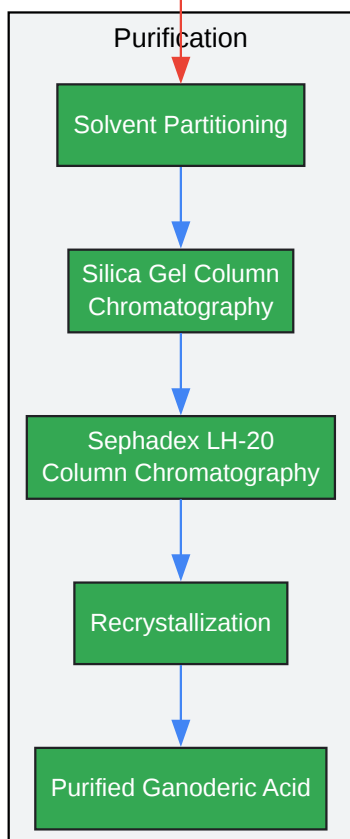 Purification
Solvent Partitioning
Silica Gel Column
Chromatography
Sephadex LH-20
Column Chromatography
Recrystallization
Purified Ganoderic Acid